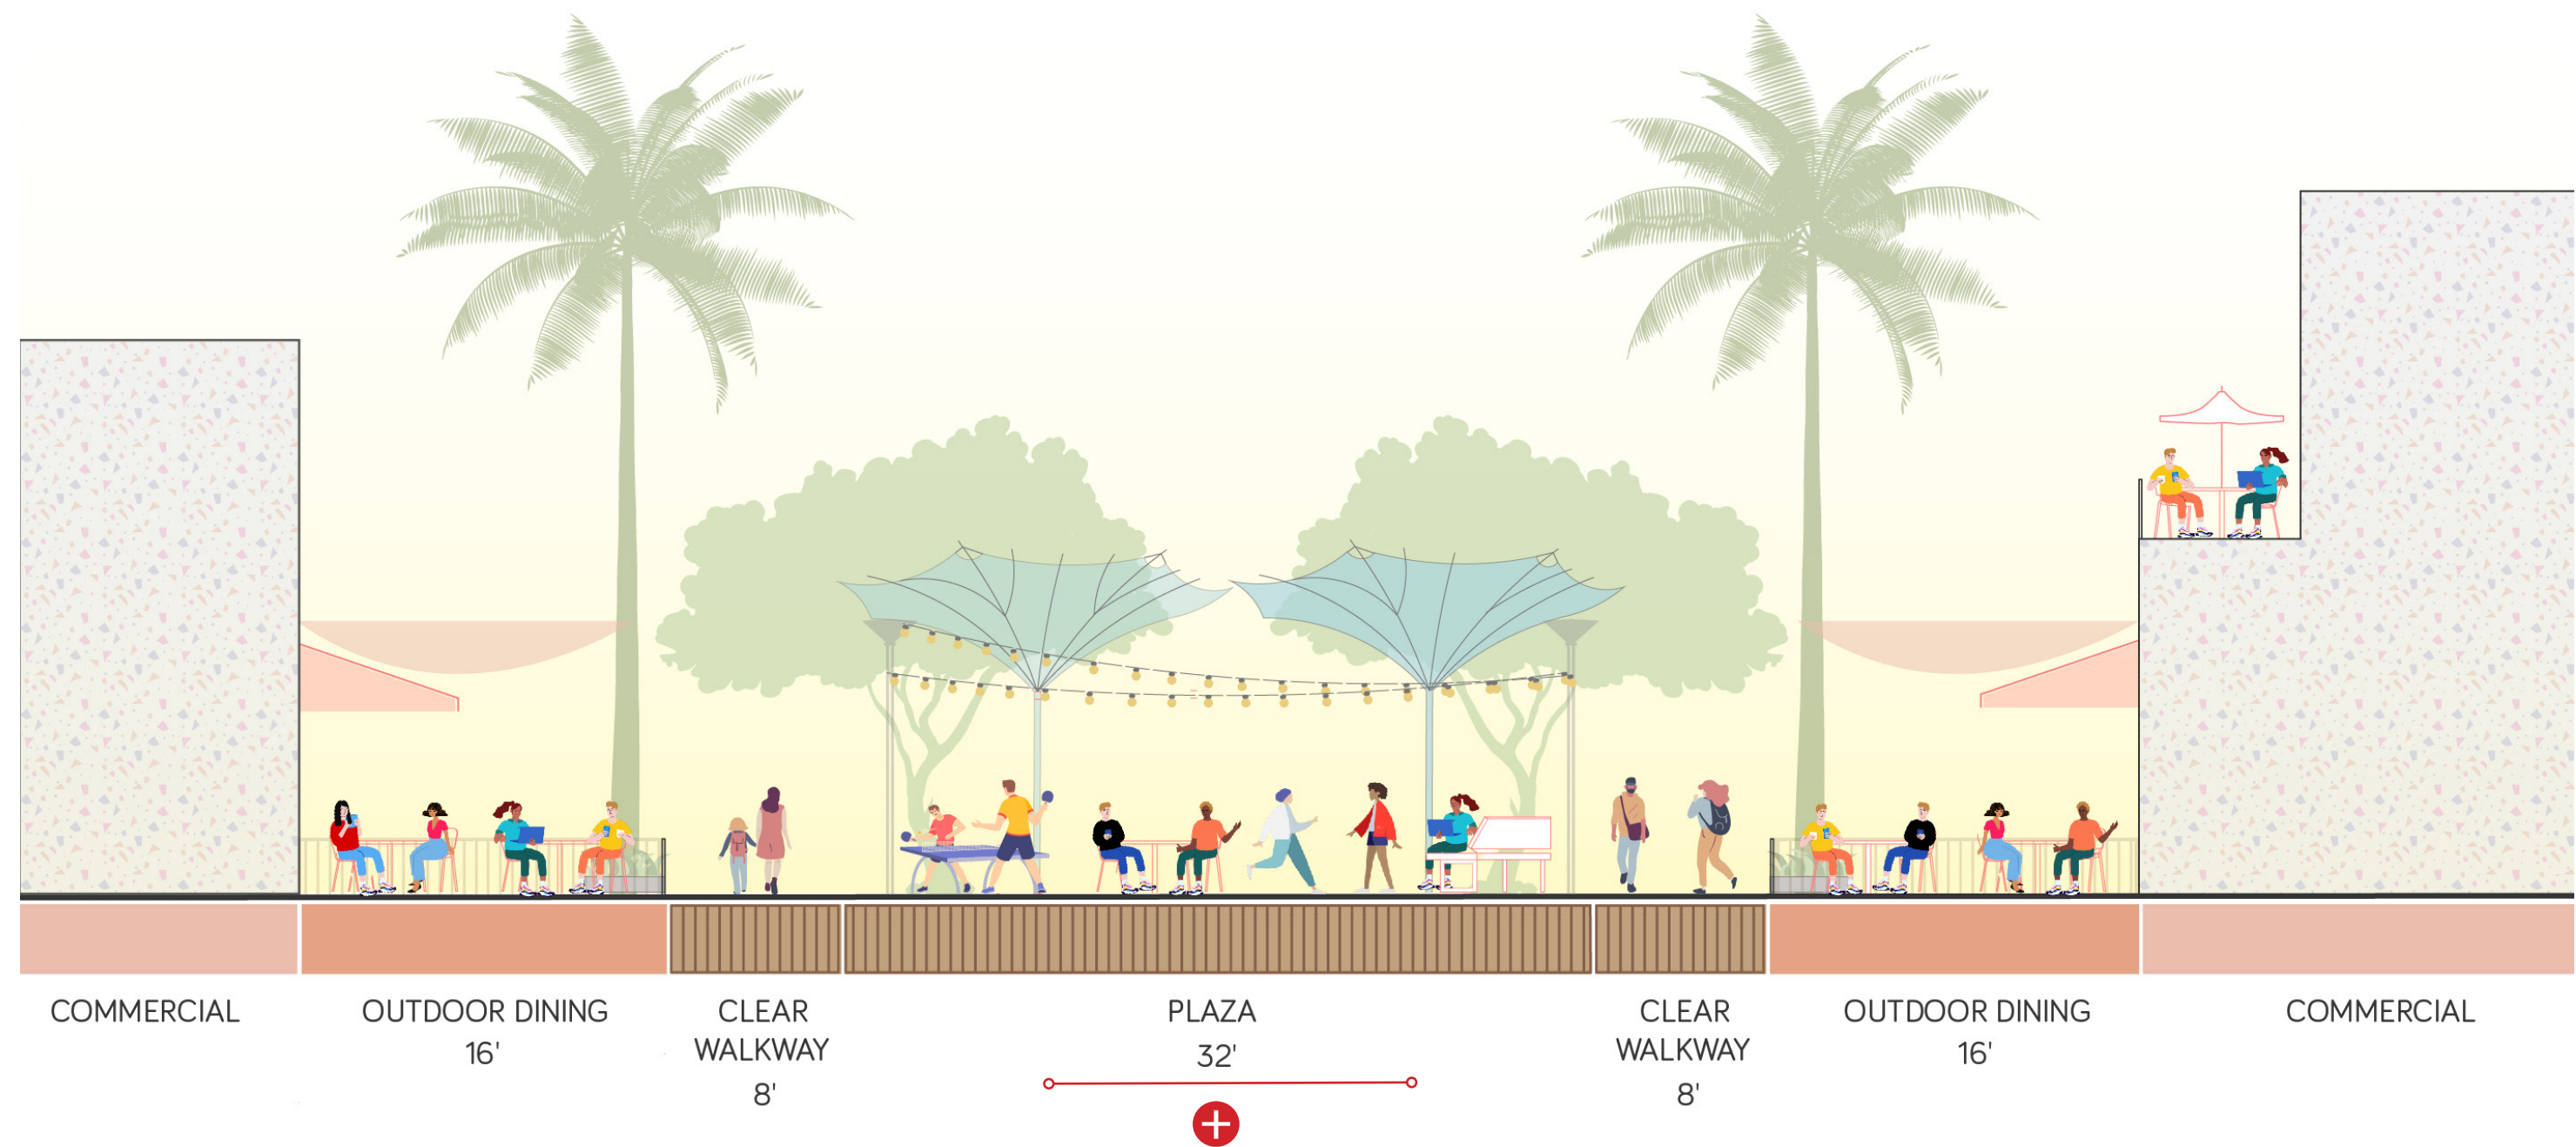 COMMERCIAL
OUTDOOR DINING
16'
CLEAR
WALKWAY
8'
PLAZA
32'
CLEAR
WALKWAY
8'
OUTDOOR DINING
16'
COMMERCIAL